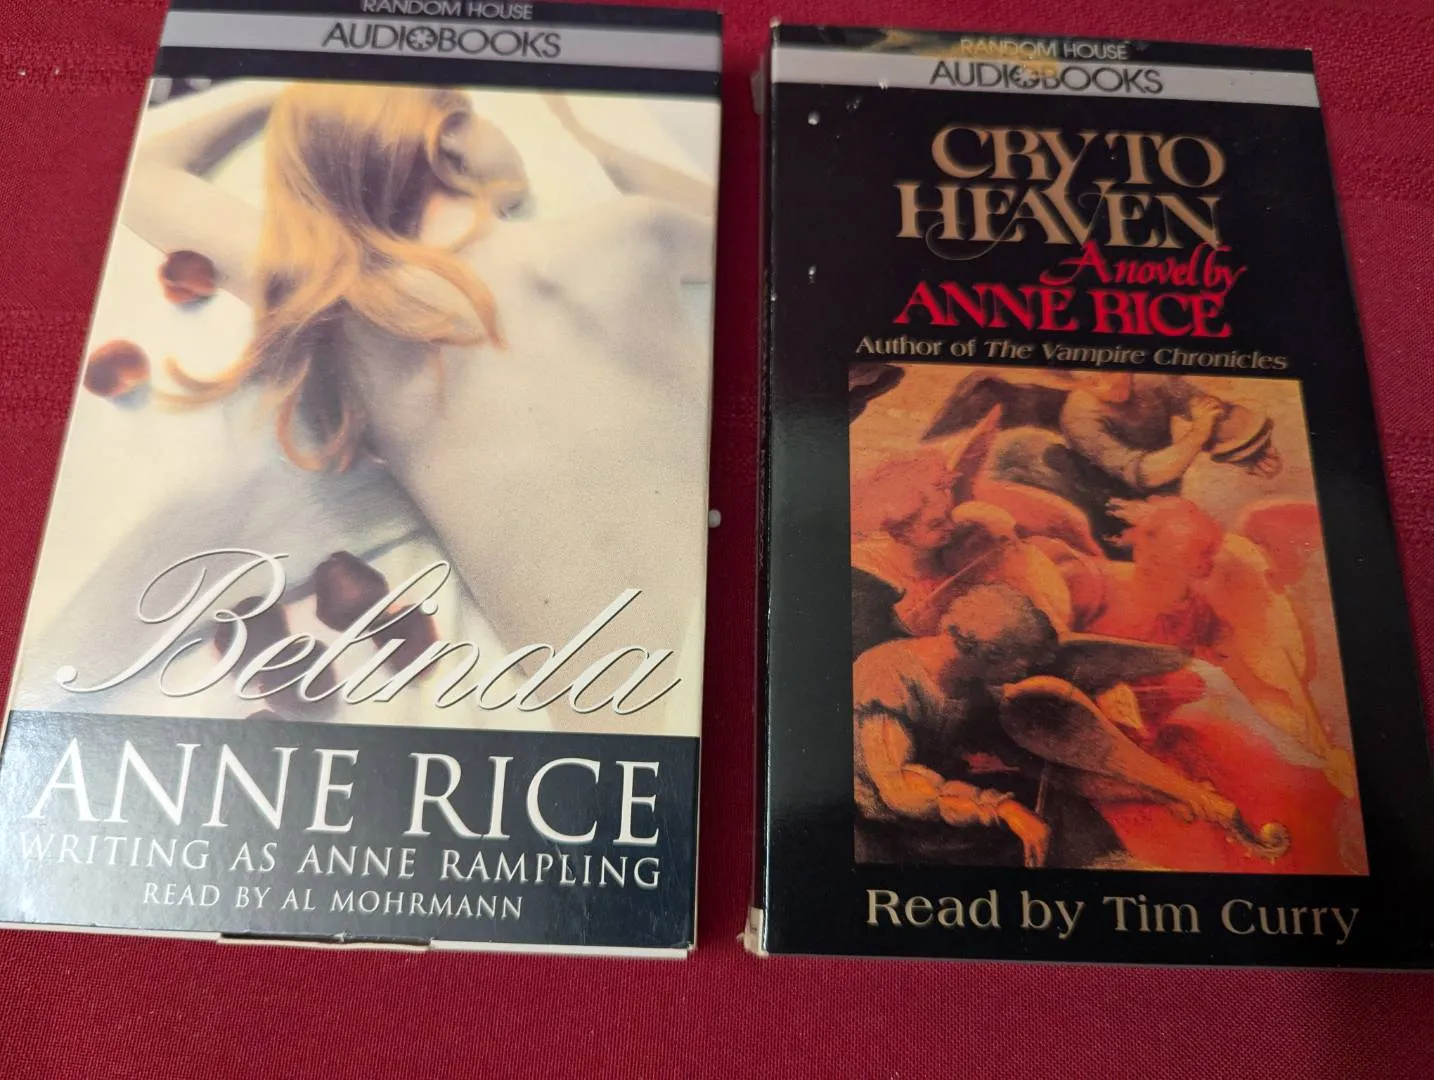 RANDOM HOUSE
AUDIOBOOKS
Belinda
ANNE RICE
WRITING AS ANNE RAMPLING
READ BY AL MOHRMANN
RANDOM HOUSE
AUDIOBOOKS
CRY TO
HEAVEN
A novel by
ANNE RICE
Author of The Vampire Chronicles
Read by Tim Curry